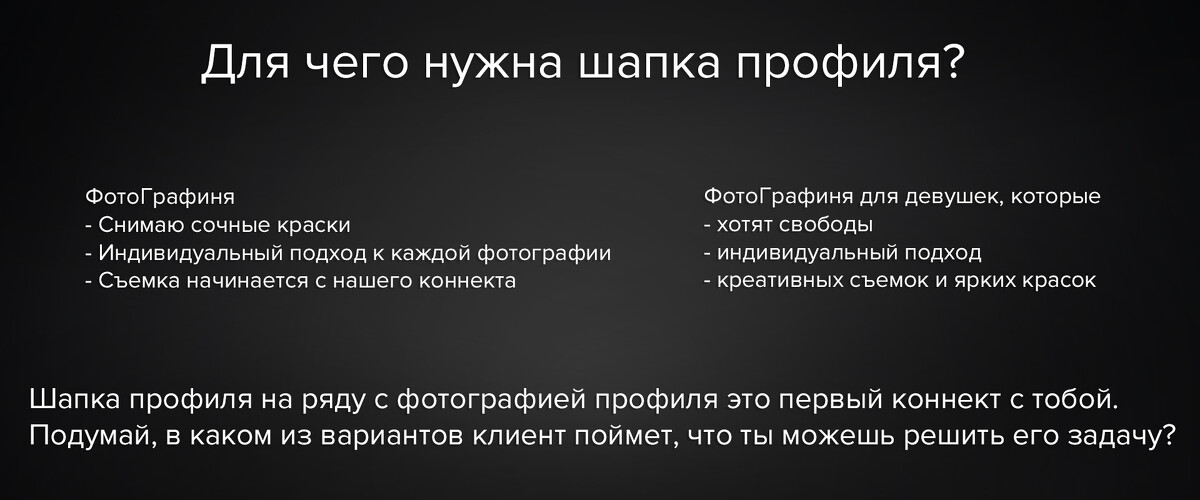 Для чего нужна шапка профиля?
ФотоГрафиня
- Снимаю сочные краски
- Индивидуальный подход к каждой фотографии
- Съемка начинается с нашего коннекта
ФотоГрафиня для девушек, которые
- хотят свободы
- индивидуальный подход
- креативных съемок и ярких красок
Шапка профиля на ряду с фотографией профиля это первый коннект с тобой.
Подумай, в каком из вариантов клиент поймет, что ты можешь решить его задачу?